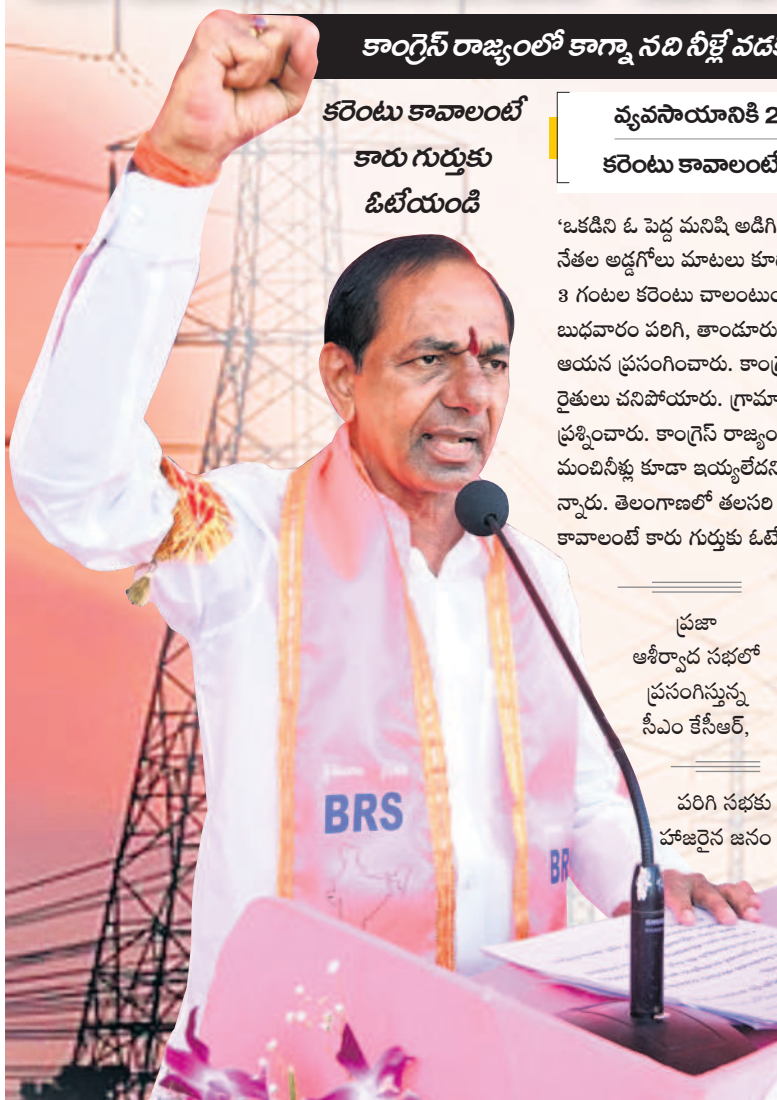 కాంగ్రెస్ రాజ్యంలో కాగ్నా నది నీళ్లే
కరెంటు కావాలంటే
కారు గుర్తుకు
ఓటేయండి
వ్యవసాయానికి
కరెంటు కావాలంటే
‘ఒకడిని ఓ పెద్ద మనిషి
నేతల అడ్డగోలు మాటలు
3 గంటల కరెంటు
బుధవారం పరిగి, తాండూరు
ఆయన ప్రసంగించారు.
రైతులు చనిపోయారు.
ప్రశ్నించారు. కాంగ్రెస్
మంచినీళ్లు కూడా
న్నారు. తెలంగాణలో తలసరి
కావాలంటే కారు గుర్తుకు
ప్రజా
ఆశీర్వాద సభలో
ప్రసంగిస్తున్న
సీఎం కేసీఆర్,
పరిగి సభకు
హాజరైన జనం
BRS
BR